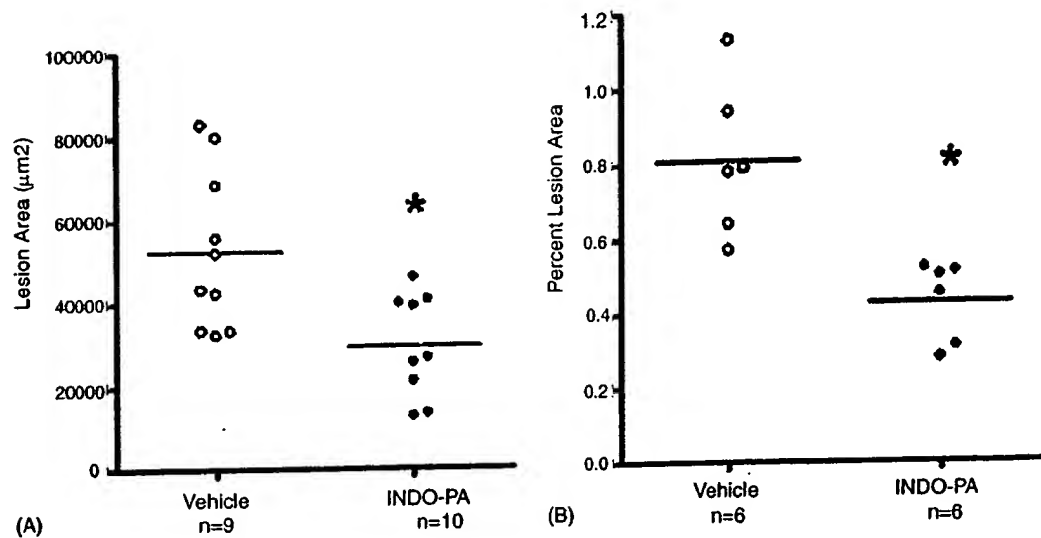 Lesion Area (μm2)
100000
80000
60000
40000
20000
0
*
Vehicle
n=9
INDO-PA
n=10
(A)
Percent Lesion Area
1.2
1.0
0.8
0.6
0.4
0.2
0.0
*
Vehicle
n=6
INDO-PA
n=6
(B)